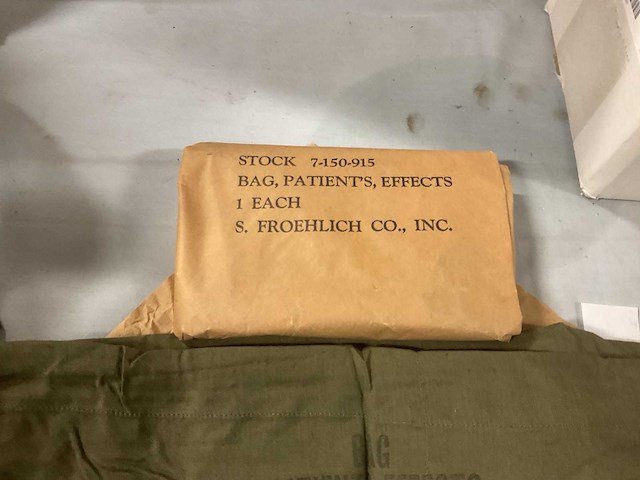 STOCK 7-150-915
BAG, PATIENT'S, EFFECTS
1 EACH
S. FROEHLICH CO., INC.
BAG